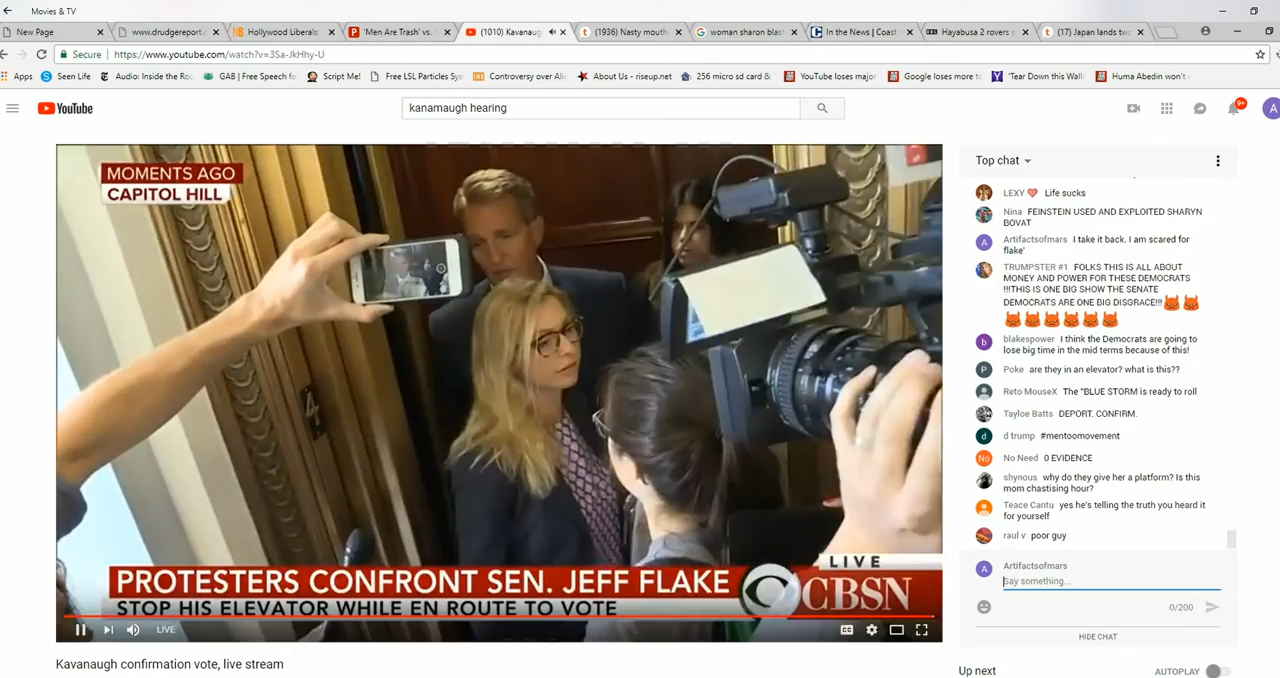 Movies & TV
New Page
www.drudgereport.c
Hollywood Liberals:
'Men Are Trash' vs.
(1010) Kavanaug
(1936) Nasty mouth
woman sharon blast
In the News | Coast
Hayabusa 2 rovers s
(17) Japan lands two
Secure
https://www.youtube.com/watch?v=3Sa-JkHhy-U
Apps
Seen Life
Audio: Inside the Ro
GAB | Free Speech fo
Script Me!
Free LSL Particles Sys
Controversy over Ali
About Us - riseup.net
256 micro sd card &
YouTube loses major
Google loses more to
'Tear Down this Wall
Huma Abedin won't
YouTube
kanamaugh hearing
9+
A
MOMENTS AGO
CAPITOL HILL
4
PROTESTERS CONFRONT SEN. JEFF FLAKE
STOP HIS ELEVATOR WHILE EN ROUTE TO VOTE
LIVE
CBSN
LIVE
Kavanaugh confirmation vote, live stream
Top chat
LEXY Life sucks
Nina FEINSTEIN USED AND EXPLOITED SHARYN
BOVAT
A Artifactsofmars I take it back. I am scared for
flake'
TRUMPSTER #1 FOLKS THIS IS ALL ABOUT
MONEY AND POWER FOR THESE DEMOCRATS
!!!THIS IS ONE BIG SHOW THE SENATE
DEMOCRATS ARE ONE BIG DISGRACE!!!
b blakespower I think the Democrats are going to
lose big time in the mid terms because of this!
P Poke are they in an elevator? what is this??
Reto MouseX The "BLUE STORM is ready to roll
Tayloe Batts DEPORT. CONFIRM.
d d trump #mentoomovement
No No Need 0 EVIDENCE
shynous why do they give her a platform? Is this
mom chastising hour?
Teace Cantu yes he's telling the truth you heard it
for yourself
raul v poor guy
A Artifactsofmars
Say something...
0/200
HIDE CHAT
Up next
AUTOPLAY